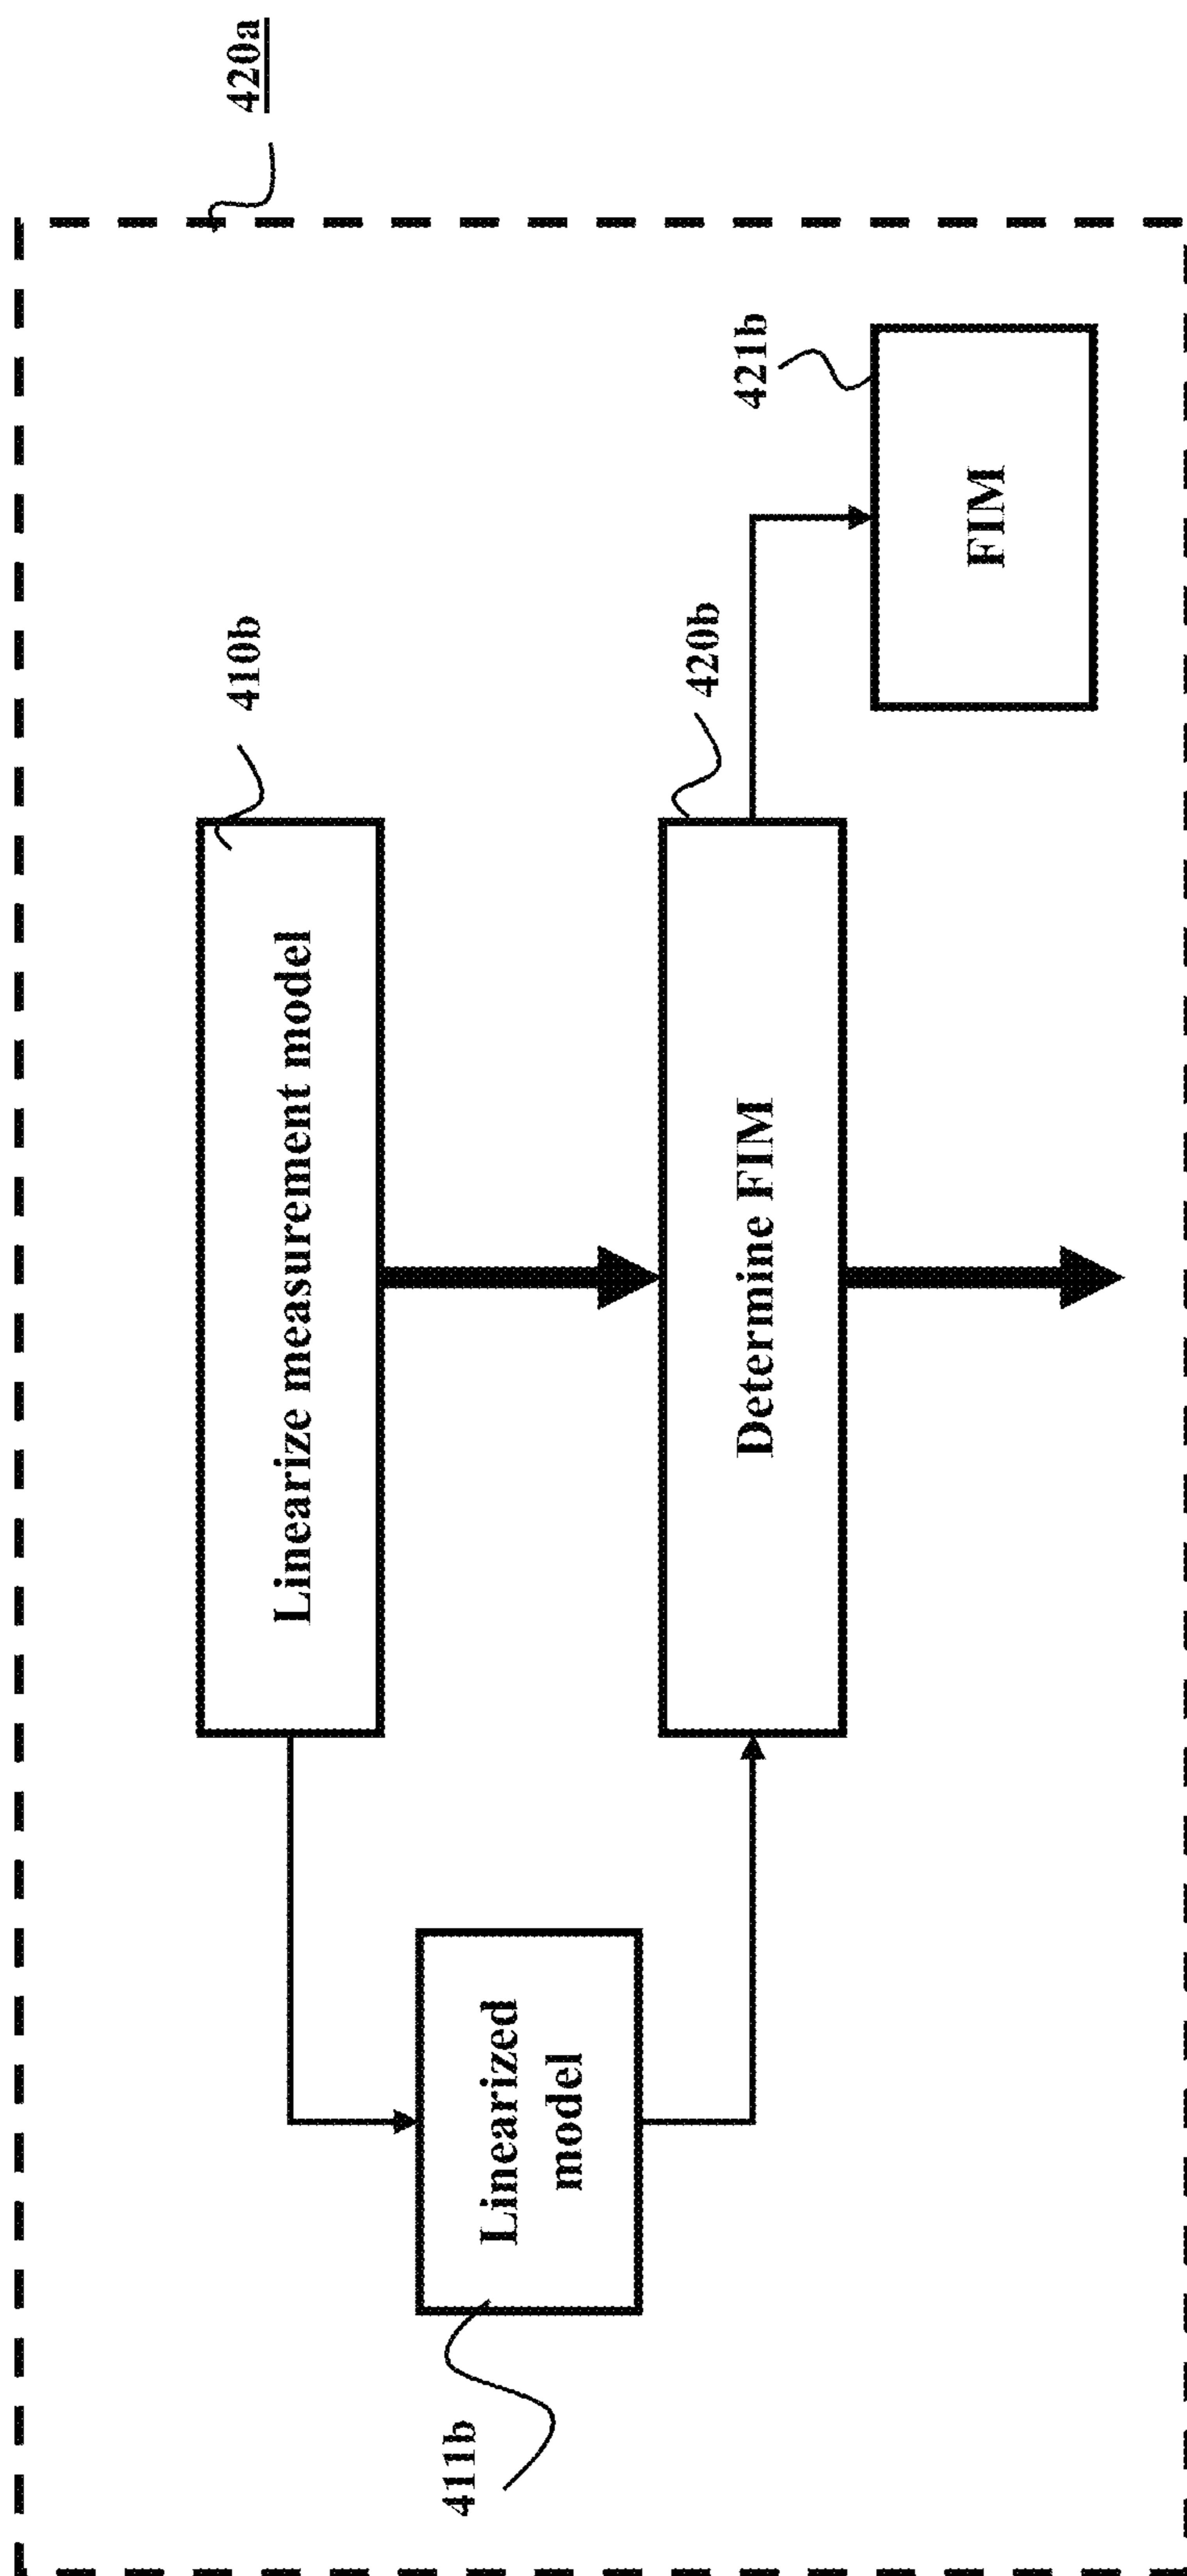 420a
410b
Linearize measurement model
411b
Linearized
model
420b
Determine FIM
421b
FIM